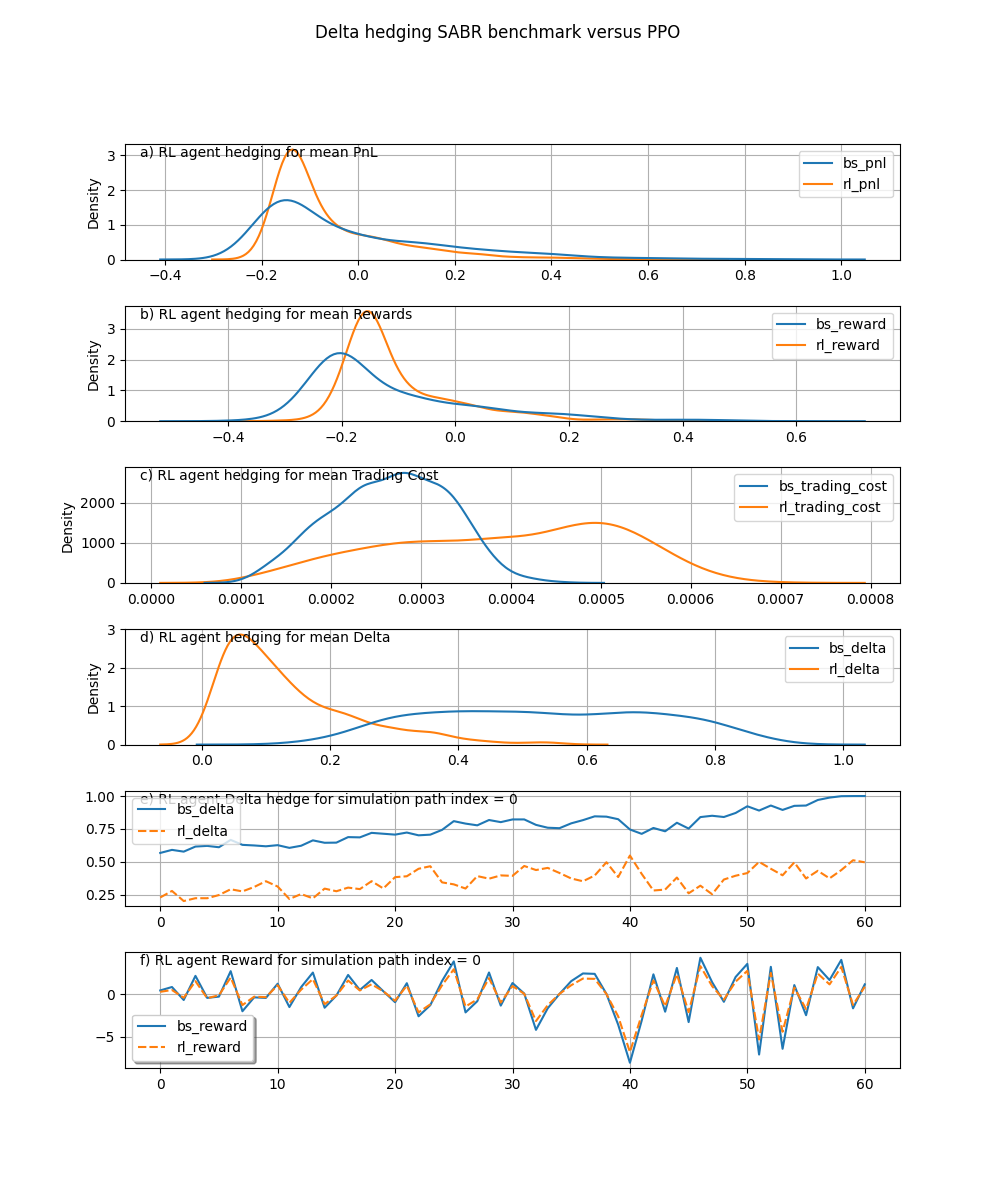 Delta hedging SABR benchmark versus PPO
a) RL agent hedging for mean PnL
bs_pnl
rl_pnl
Density
3
2
1
0
−0.4 −0.2 0.0 0.2 0.4 0.6 0.8 1.0
b) RL agent hedging for mean Rewards
bs_reward
rl_reward
Density
3
2
1
0
−0.4 −0.2 0.0 0.2 0.4 0.6
c) RL agent hedging for mean Trading Cost
bs_trading_cost
rl_trading_cost
Density
2000
1000
0
0.0000 0.0001 0.0002 0.0003 0.0004 0.0005 0.0006 0.0007 0.0008
d) RL agent hedging for mean Delta
bs_delta
rl_delta
Density
3
2
1
0
0.0 0.2 0.4 0.6 0.8 1.0
e) RL agent Delta hedge for simulation path index = 0
bs_delta
rl_delta
1.00
0.75
0.50
0.25
0 10 20 30 40 50 60
f) RL agent Reward for simulation path index = 0
bs_reward
rl_reward
0
−5
0 10 20 30 40 50 60